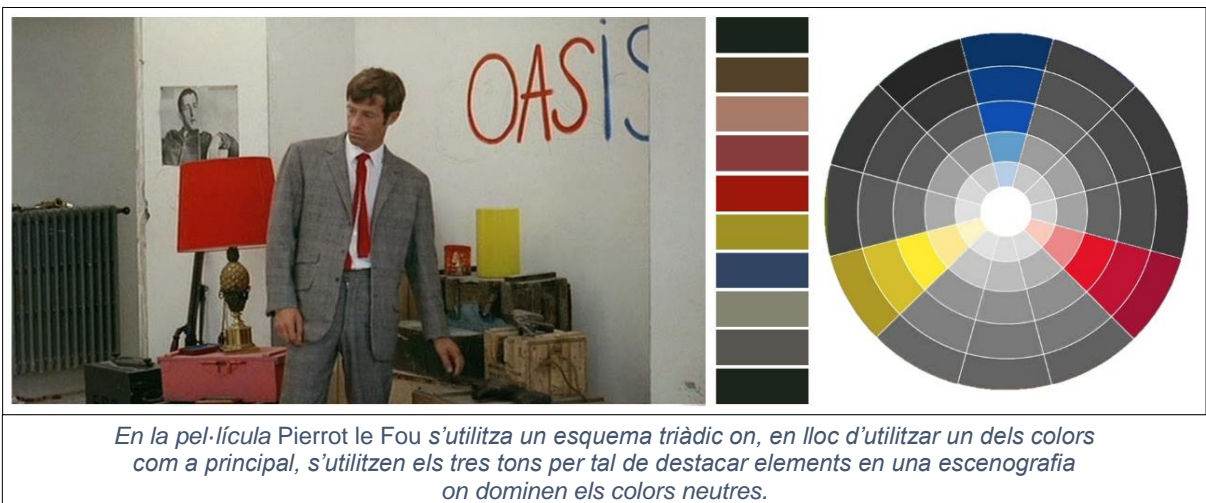 OASIS
En la pel·lícula Pierrot le Fou s’utilitza un esquema triàdic on, en lloc d’utilitzar un dels colors
com a principal, s’utilitzen els tres tons per tal de destacar elements en una escenografia
on dominen els colors neutres.